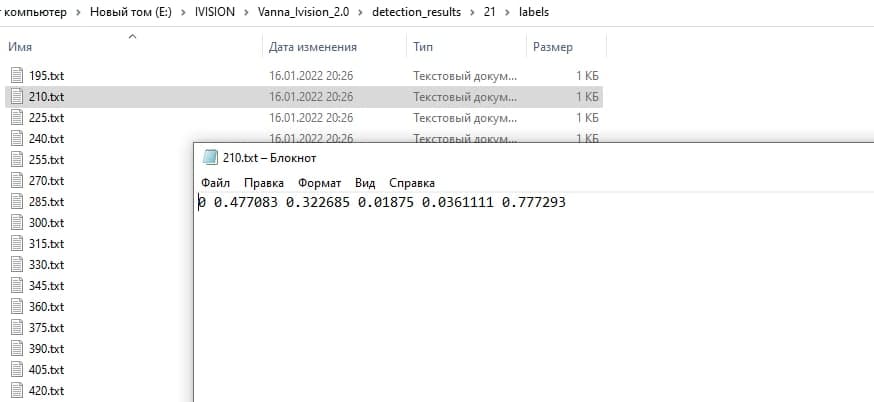 компьютер > Новый том (E:) > IVISION > Vanna_Ivision_2.0 > detection_results > 21 > labels
Имя Дата изменения Тип Размер
195.txt 16.01.2022 20:26 Текстовый докум... 1 КБ
210.txt 16.01.2022 20:26 Текстовый докум... 1 КБ
225.txt 16.01.2022 20:26 Текстовый докум... 1 КБ
240.txt 16.01.2022 20:26 Текстовый докум... 1 КБ
255.txt
210.txt – Блокнот
270.txt
Файл Правка Формат Вид Справка
285.txt
0 0.477083 0.322685 0.01875 0.0361111 0.777293
300.txt
315.txt
330.txt
345.txt
360.txt
375.txt
390.txt
405.txt
420.txt